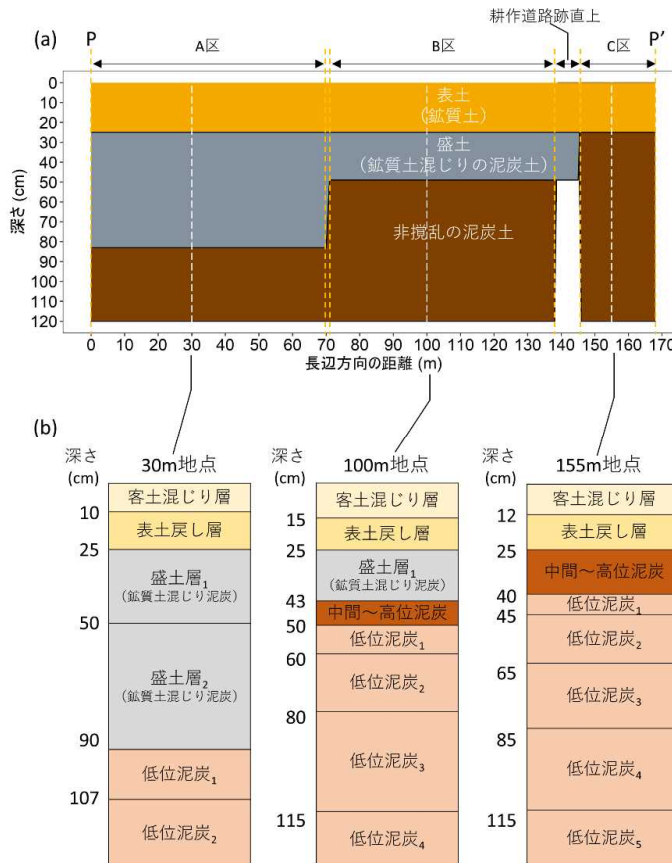 耕作道路跡直上
(a)
P
A区
B区
C区
P’
0
10
20
30
40
50
60
70
80
90
100
110
120
深さ (cm)
表土
（鉱質土）
盛土
(鉱質土混じりの泥炭土)
非撹乱の泥炭土
0 10 20 30 40 50 60 70 80 90 100 110 120 130 140 150 160 170
長辺方向の距離 (m)
(b)
深さ
(cm)
30m地点
10
25
50
90
107
客土混じり層
表土戻し層
盛土層1
(鉱質土混じり泥炭)
盛土層2
(鉱質土混じり泥炭)
低位泥炭1
低位泥炭2
深さ
(cm)
100m地点
15
25
43
50
60
80
115
客土混じり層
表土戻し層
盛土層1
(鉱質土混じり泥炭)
中間～高位泥炭
低位泥炭1
低位泥炭2
低位泥炭3
低位泥炭4
深さ
(cm)
155m地点
12
25
40
45
65
85
115
客土混じり層
表土戻し層
中間～高位泥炭
低位泥炭1
低位泥炭2
低位泥炭3
低位泥炭4
低位泥炭5